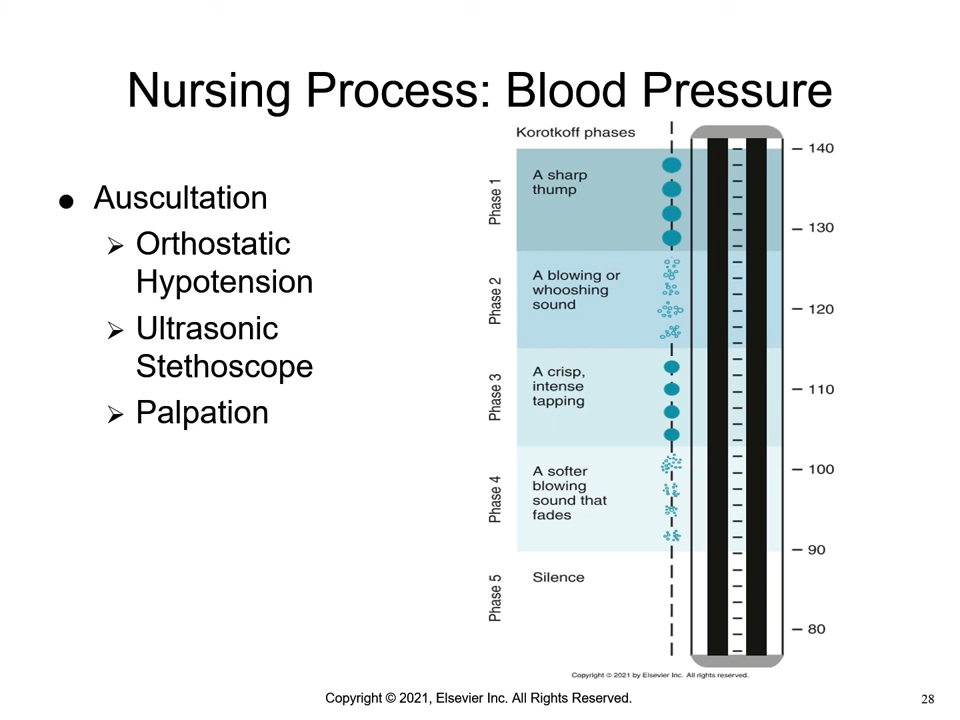 Nursing Process: Blood Pressure
● Auscultation
➢ Orthostatic
Hypotension
➢ Ultrasonic
Stethoscope
➢ Palpation
Korotkoff phases
Phase 1
A sharp
thump
Phase 2
A blowing or
whooshing
sound
Phase 3
A crisp,
intense
tapping
Phase 4
A softer
blowing
sound that
fades
Phase 5
Silence
140
130
120
110
100
90
80
Copyright © 2021 by Elsevier Inc. All rights reserved.
Copyright © 2021, Elsevier Inc. All Rights Reserved.
28